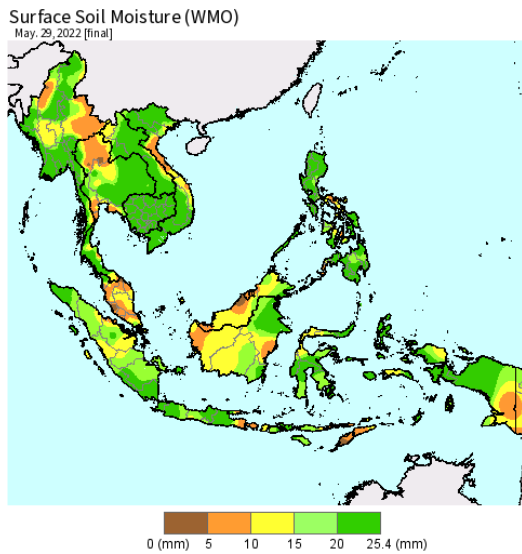 Surface Soil Moisture (WMO)
May. 29, 2022 [final]
0 (mm) 5 10 15 20 25.4 (mm)